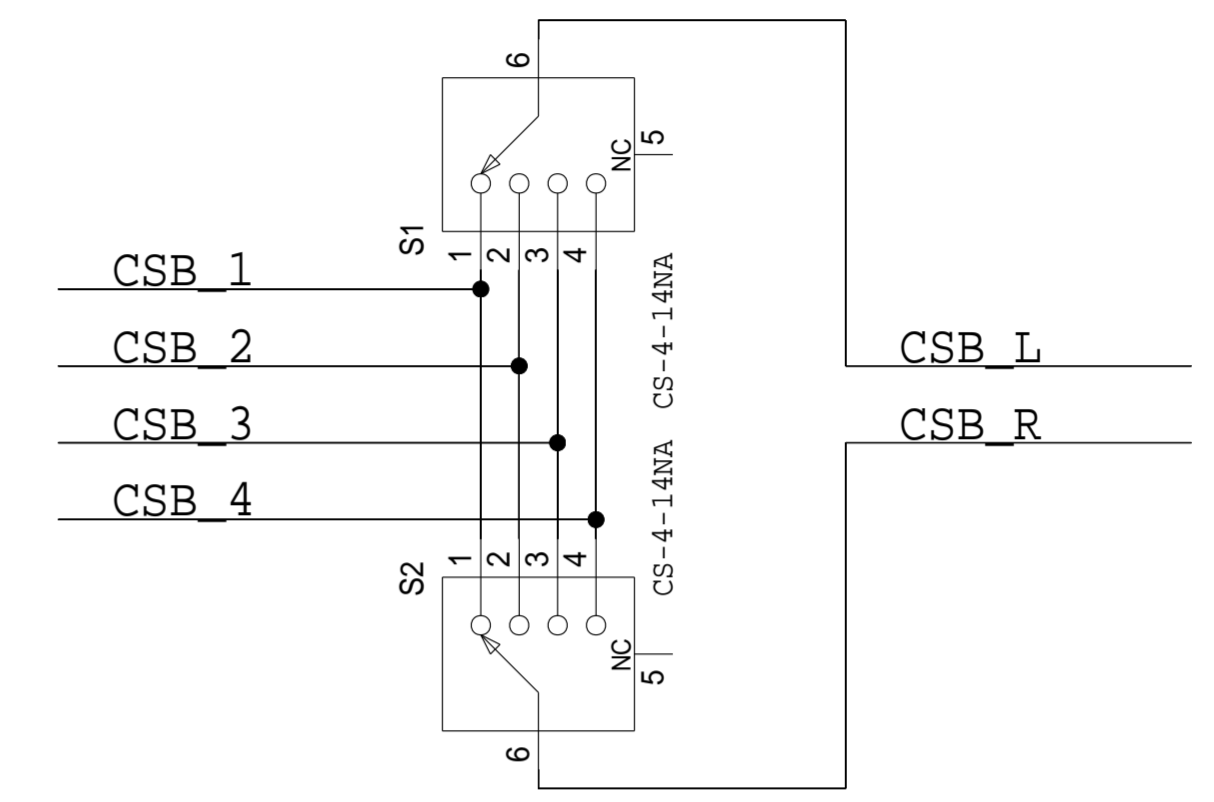 6
5
NC
S1
1 2 3 4
CSB_1
CS-4-14NA
CSB_2
CSB_L
CSB_3
CSB_R
CSB_4
CS-4-14NA
1 2 3 4
S2
NC
5
6